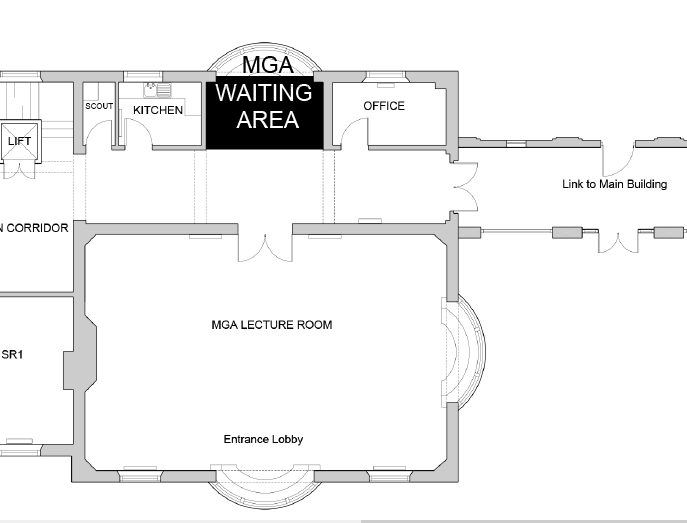 MGA
WAITING
AREA
SCOUT
KITCHEN
OFFICE
LIFT
Link to Main Building
N CORRIDOR
MGA LECTURE ROOM
SR1
Entrance Lobby